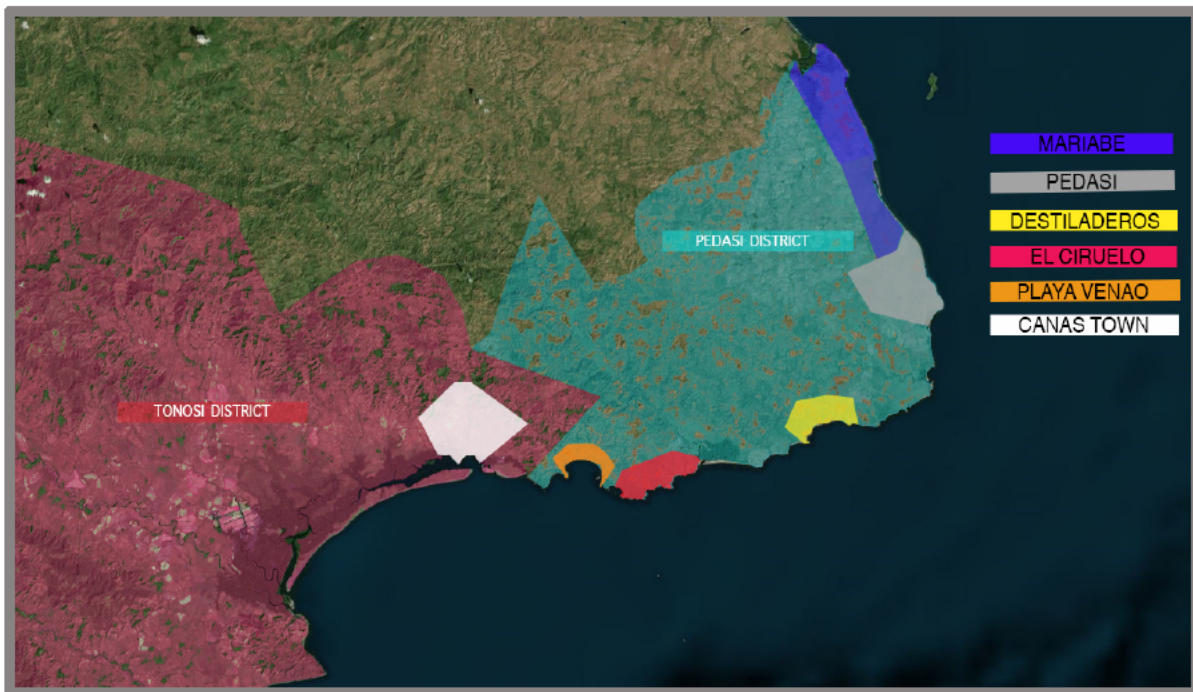 MARIABE
PEDASI
DESTILADEROS
EL CIRUELO
PLAYA VENAO
CANAS TOWN
PEDASI DISTRICT
TONOSI DISTRICT